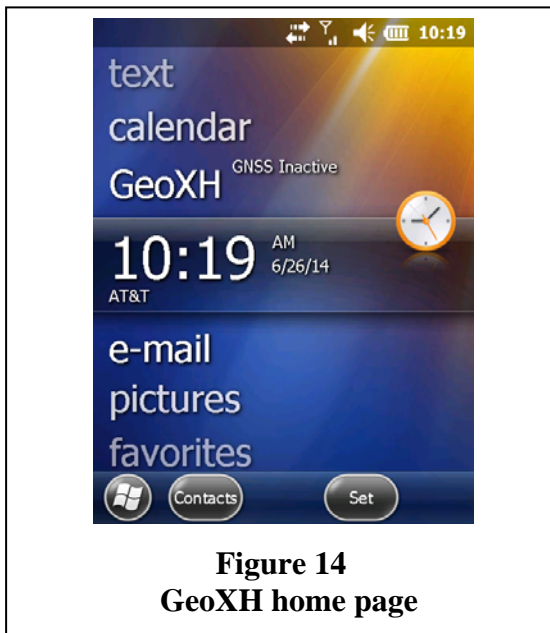 10:19
text
calendar
GeoXH GNSS Inactive
10:19 AM
6/26/14
AT&T
e-mail
pictures
favorites
Contacts Set
Figure 14
GeoXH home page